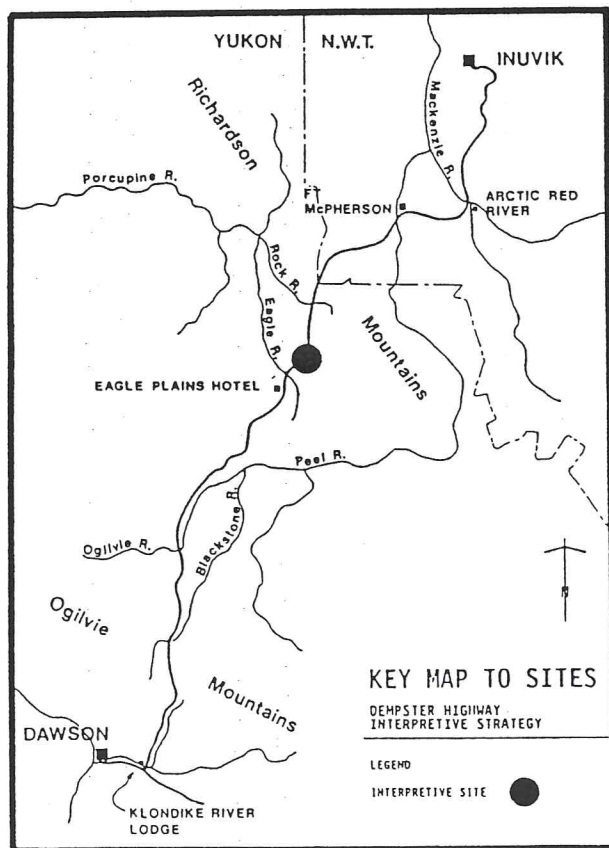 YUKON
N.W.T.
INUVIK
Richardson
Mackenzie R.
Porcupine R.
FT
McPHERSON
ARCTIC RED
RIVER
Rock R.
Eagle R.
Mountains
EAGLE PLAINS HOTEL
Peel R.
Blackstone R.
Ogilvie R.
N
Ogilvie
Mountains
KEY MAP TO SITES
DEMPSTER HIGHWAY
INTERPRETIVE STRATEGY
DAWSON
LEGEND
INTERPRETIVE SITE
KLONDIKE RIVER
LODGE